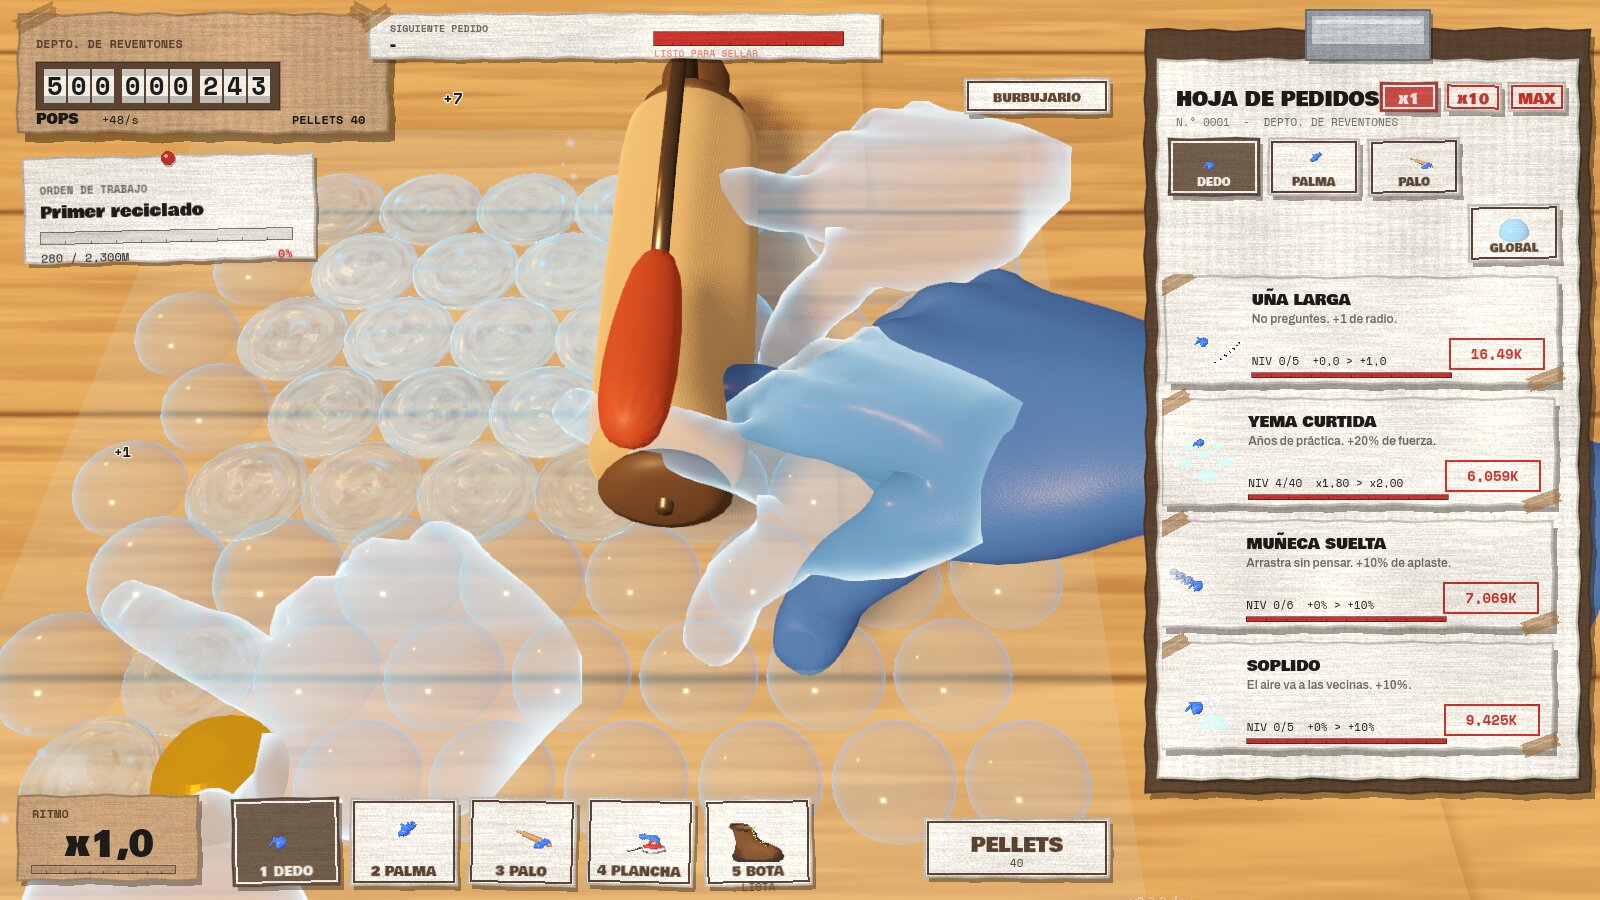 DEPTO. DE REVENTONES
500 000 243
POPS +48/s PELLETS 40
SIGUIENTE PEDIDO
-
LISTO PARA SELLAR
+7
BURBUJARIO
ORDEN DE TRABAJO
Primer reciclado
280 / 2,300M 0%
+1
HOJA DE PEDIDOS x1 x10 MAX
N.° 0001 - DEPTO. DE REVENTONES
DEDO PALMA PALO
GLOBAL
UÑA LARGA
No preguntes. +1 de radio.
NIV 0/5 +0,0 > +1,0 16,49K
YEMA CURTIDA
Años de práctica. +20% de fuerza.
NIV 4/40 x1,80 > x2,00 6,059K
MUÑECA SUELTA
Arrastra sin pensar. +10% de aplaste.
NIV 0/6 +0% > +10% 7,069K
SOPLIDO
El aire va a las vecinas. +10%.
NIV 0/5 +0% > +10% 9,425K
RITMO
x1,0
1 DEDO 2 PALMA 3 PALO 4 PLANCHA 5 BOTA
LISTA
PELLETS
40